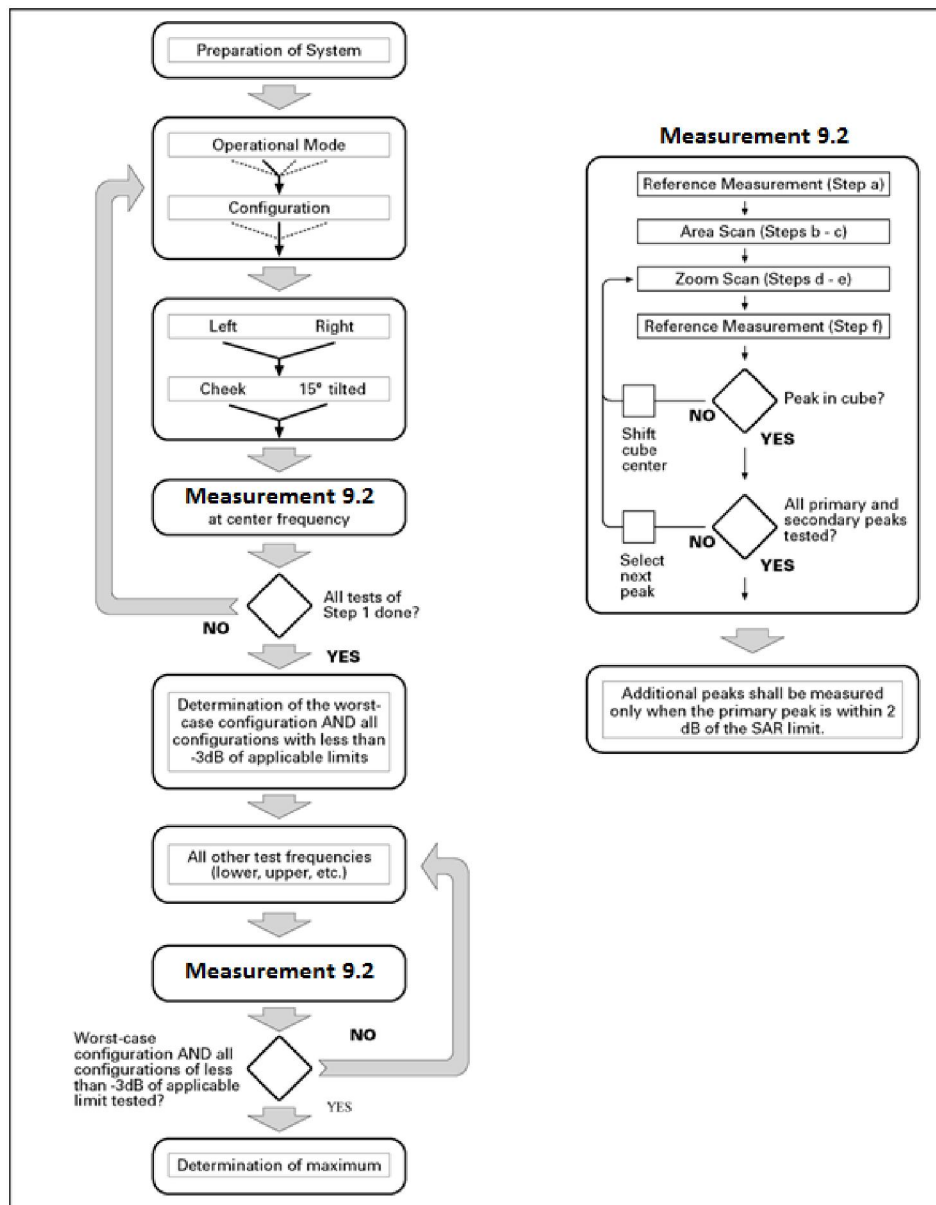 Preparation of System
Operational Mode
Configuration
Left Right
Cheek 15° tilted
Measurement 9.2
at center frequency
All tests of
Step 1 done?
NO
YES
Determination of the worst-
case configuration AND all
configurations with less than
-3dB of applicable limits
All other test frequencies
(lower, upper, etc.)
Measurement 9.2
NO
Worst-case
configuration AND all
configurations of less
than -3dB of applicable
limit tested?
YES
Determination of maximum
Measurement 9.2
Reference Measurement (Step a)
Area Scan (Steps b - c)
Zoom Scan (Steps d - e)
Reference Measurement (Step f)
Peak in cube?
NO
Shift
cube
center
YES
All primary and
secondary peaks
tested?
NO
Select
next
peak
YES
Additional peaks shall be measured
only when the primary peak is within 2
dB of the SAR limit.